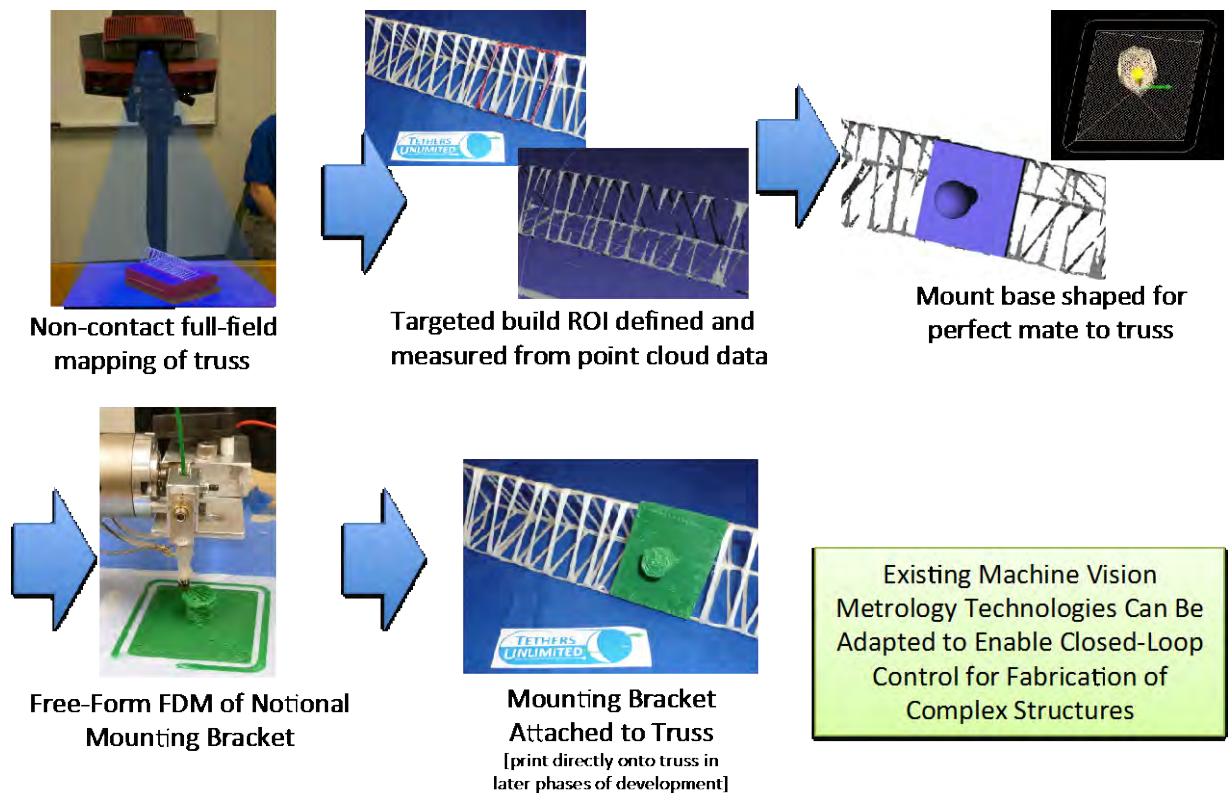 TETHERS
UNLIMITED
Non-contact full-field
mapping of truss
Targeted build ROI defined and
measured from point cloud data
Mount base shaped for
perfect mate to truss
Free-Form FDM of Notional
Mounting Bracket
TETHERS
UNLIMITED
Mounting Bracket
Attached to Truss
[print directly onto truss in
later phases of development]
Existing Machine Vision
Metrology Technologies Can Be
Adapted to Enable Closed-Loop
Control for Fabrication of
Complex Structures